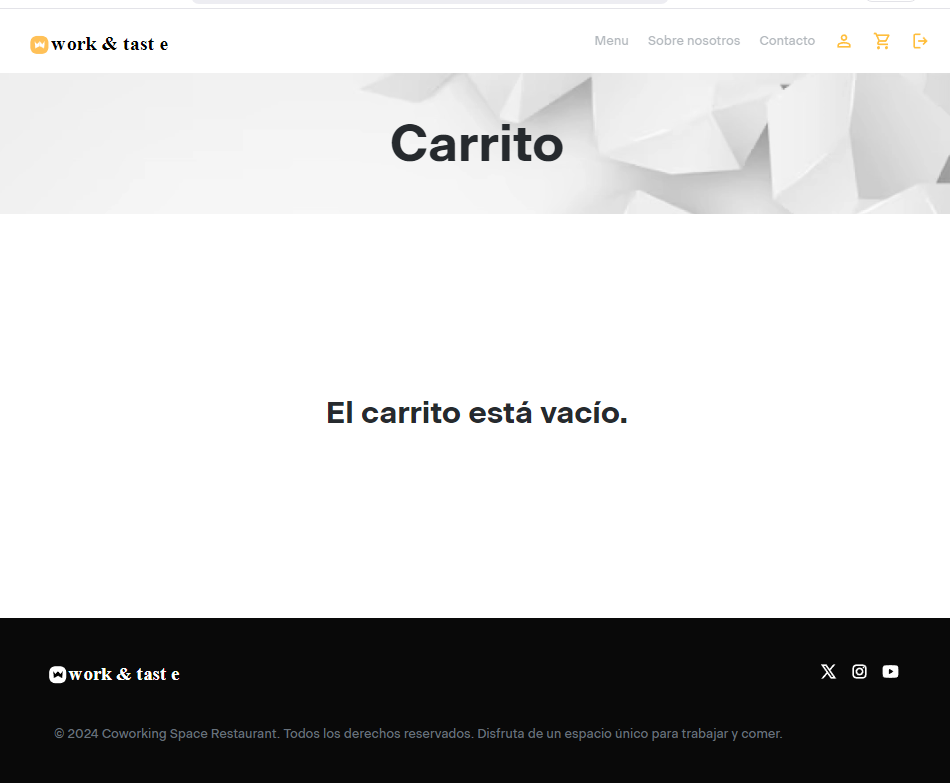 work & tast e
Menu Sobre nosotros Contacto
Carrito
El carrito está vacío.
work & tast e
© 2024 Coworking Space Restaurant. Todos los derechos reservados. Disfruta de un espacio único para trabajar y comer.